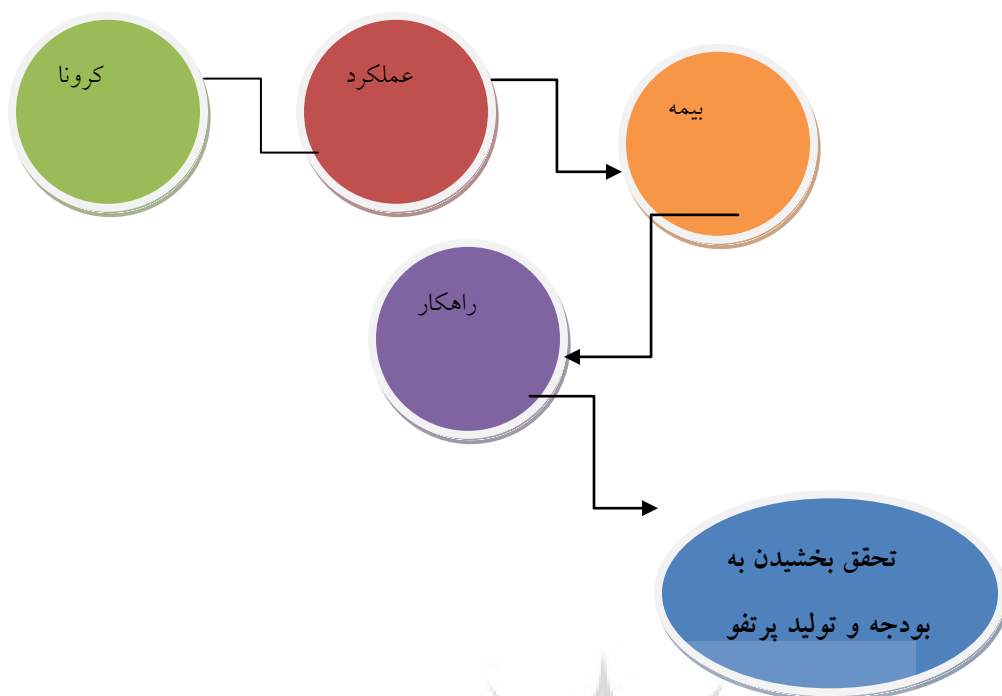 کرونا
عملکرد
بیمه
راهکار
تحقق بخشیدن به
بودجه و تولید پرتفو